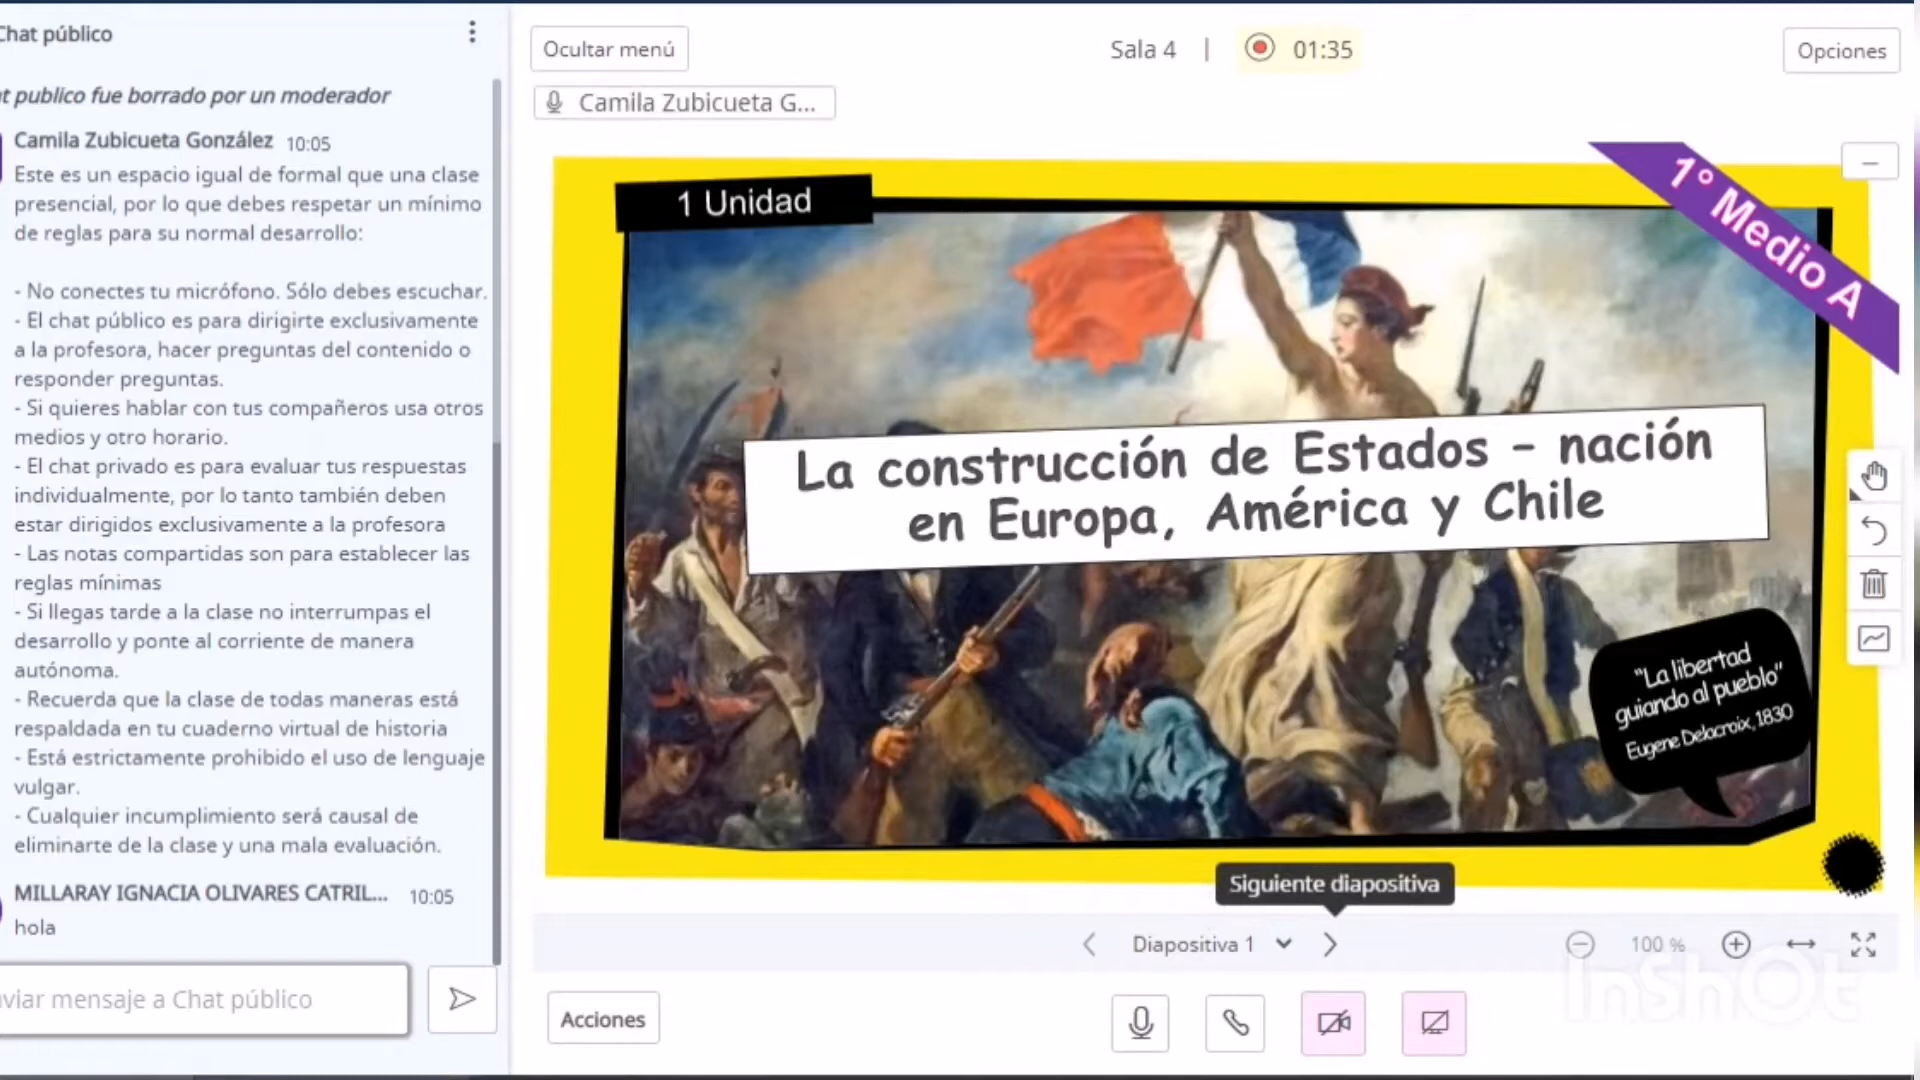 Chat público
Ocultar menú
Sala 4
01:35
Opciones
Camila Zubicueta G...
publico fue borrado por un moderador
Camila Zubicueta González 10:05
Este es un espacio igual de formal que una clase
presencial, por lo que debes respetar un mínimo
de reglas para su normal desarrollo:
- No conectes tu micrófono. Sólo debes escuchar.
- El chat público es para dirigirte exclusivamente
a la profesora, hacer preguntas del contenido o
responder preguntas.
- Si quieres hablar con tus compañeros usa otros
medios y otro horario.
- El chat privado es para evaluar tus respuestas
individualmente, por lo tanto también deben
estar dirigidos exclusivamente a la profesora
- Las notas compartidas son para establecer las
reglas mínimas
- Si llegas tarde a la clase no interrumpas el
desarrollo y ponte al corriente de manera
autónoma.
- Recuerda que la clase de todas maneras está
respaldada en tu cuaderno virtual de historia
- Está estrictamente prohibido el uso de lenguaje
vulgar.
- Cualquier incumplimiento será causal de
eliminarte de la clase y una mala evaluación.
MILLARAY IGNACIA OLIVARES CATRIL... 10:05
hola
mensaje a Chat público
1 Unidad
1° Medio A
La construcción de Estados - nación
en Europa, América y Chile
"La libertad
guiando al pueblo"
Eugene Delacroix, 1830
Siguiente diapositiva
Diapositiva 1
100 %
Acciones
InShOt